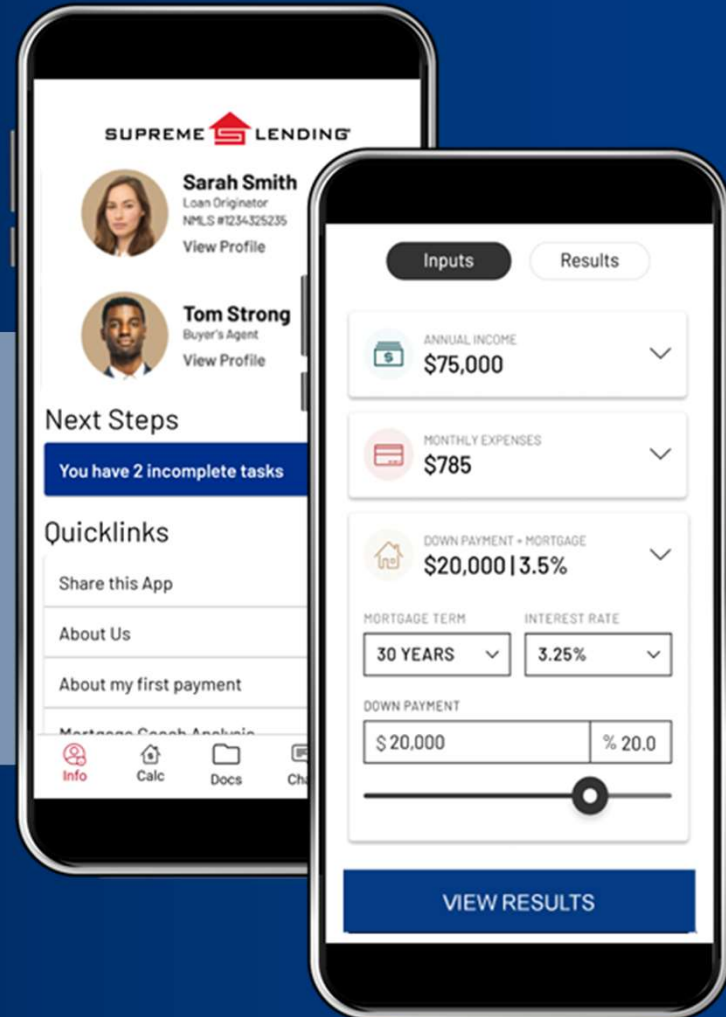 SUPREME LENDING
Sarah Smith
Loan Originator
NMLS #1234325235
View Profile
Tom Strong
Buyer's Agent
View Profile
Next Steps
You have 2 incomplete tasks
Quicklinks
Share this App
About Us
About my first payment
Mortgage Coach Analysis
Info
Calc
Docs
Inputs
Results
ANNUAL INCOME
$75,000
MONTHLY EXPENSES
$785
DOWN PAYMENT + MORTGAGE
$20,000 | 3.5%
MORTGAGE TERM
INTEREST RATE
30 YEARS
3.25%
DOWN PAYMENT
$ 20,000
% 20.0
VIEW RESULTS